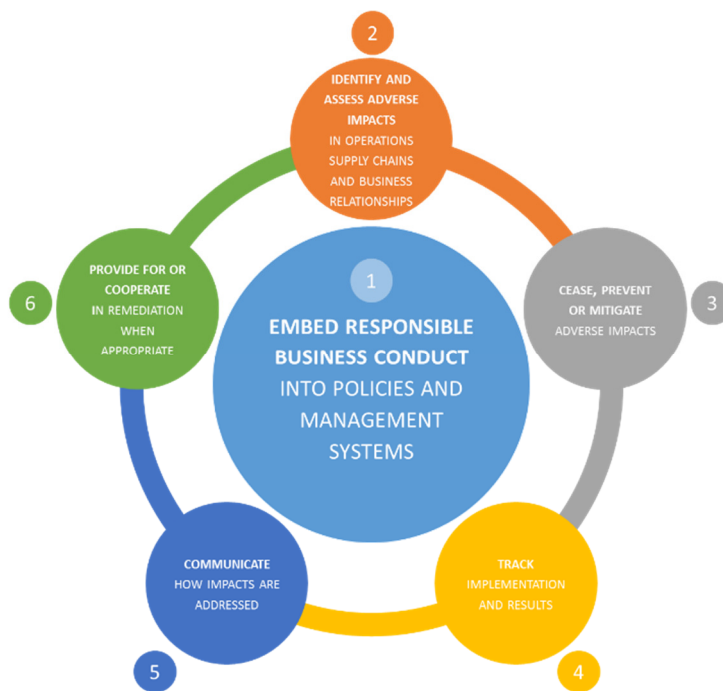 1
EMBED RESPONSIBLE
BUSINESS CONDUCT
INTO POLICIES AND
MANAGEMENT
SYSTEMS
2
IDENTIFY AND
ASSESS ADVERSE
IMPACTS
IN OPERATIONS
SUPPLY CHAINS
AND BUSINESS
RELATIONSHIPS
3
CEASE, PREVENT
OR MITIGATE
ADVERSE IMPACTS
4
TRACK
IMPLEMENTATION
AND RESULTS
5
COMMUNICATE
HOW IMPACTS ARE
ADDRESSED
6
PROVIDE FOR OR
COOPERATE
IN REMEDIATION
WHEN
APPROPRIATE